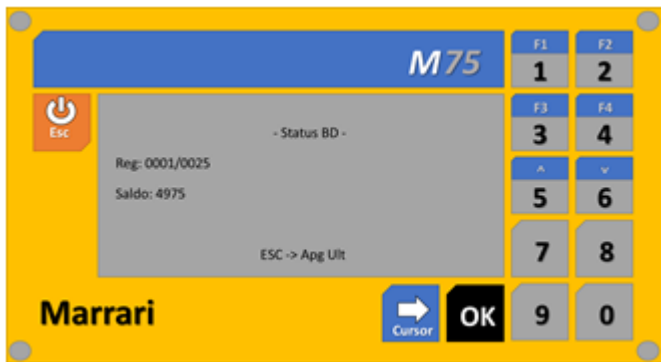 M75
F1
F2
1
2
Esc
- Status BD -
Reg: 0001/0025
Saldo: 4975
ESC -> Apg Ult
F3
F4
3
4
^
v
5
6
7
8
Marrari
Cursor
OK
9
0